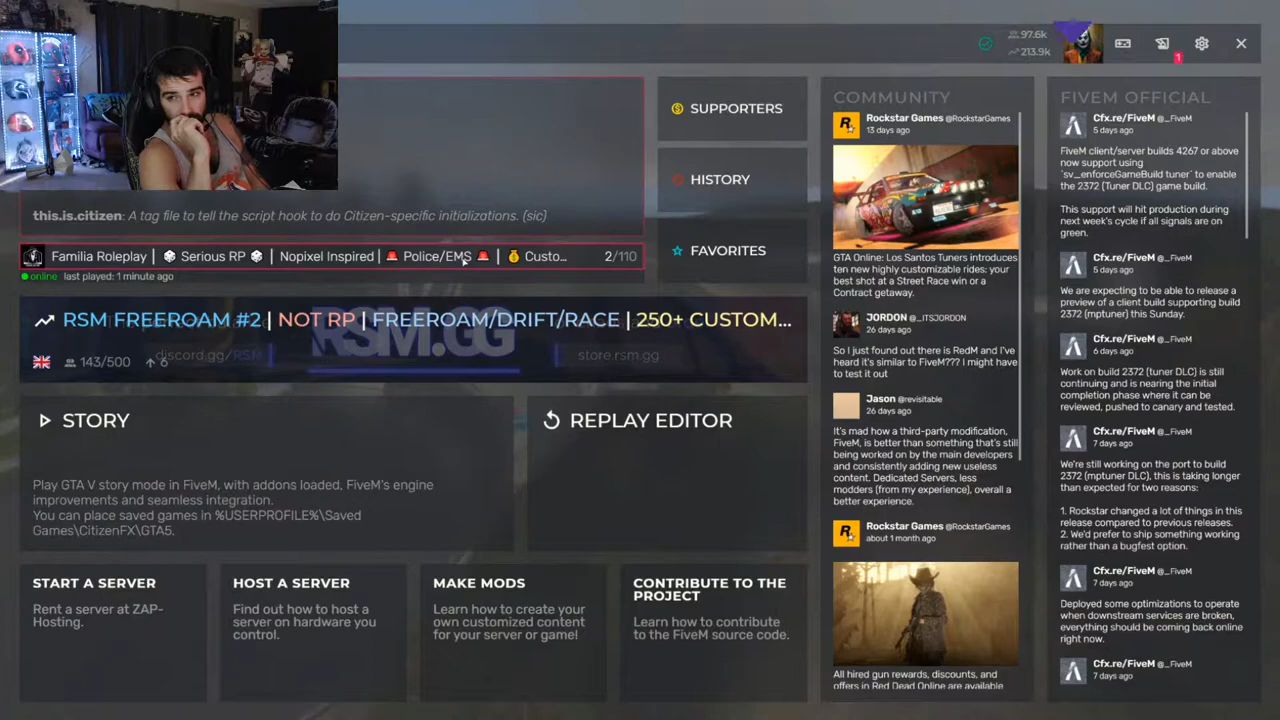 97.6k
213.9k
1
this.is.citizen: A tag file to tell the script hook to do Citizen-specific initializations. (sic)
Familia Roleplay | 🎲 Serious RP 🎲 | Nopixel Inspired | 🚨 Police/EMS 🚨 | 💰 Custo... 2/110
online last played: 1 minute ago
RSM FREEROAM #2 | NOT RP | FREEROAM/DRIFT/RACE | 250+ CUSTOM...
discord.gg/RSM
RSM.GG
store.rsm.gg
143/500 6
STORY
Play GTA V story mode in FiveM, with addons loaded, FiveM's engine
improvements and seamless integration.
You can place saved games in %USERPROFILE%\Saved
Games\CitizenFX\GTA5.
REPLAY EDITOR
START A SERVER
Rent a server at ZAP-
Hosting.
HOST A SERVER
Find out how to host a
server on hardware you
control.
MAKE MODS
Learn how to create your
own customized content
for your server or game!
CONTRIBUTE TO THE
PROJECT
Learn how to contribute
to the FiveM source code.
SUPPORTERS
HISTORY
FAVORITES
COMMUNITY
Rockstar Games @RockstarGames
13 days ago
GTA Online: Los Santos Tuners introduces
ten new highly customizable rides: your
best shot at a Street Race win or a
Contract getaway.
JORDON @_ITSJORDON
26 days ago
So I just found out there is RedM and I've
heard it's similar to FiveM??? I might have
to test it out
Jason @revisitable
26 days ago
It's mad how a third-party modification,
FiveM, is better than something that's still
being worked on by the main developers
and consistently adding new useless
content. Dedicated Servers, less
modders (from my experience), overall a
better experience.
Rockstar Games @RockstarGames
about 1 month ago
All hired gun rewards, discounts, and
offers in Red Dead Online are available
FIVEM OFFICIAL
Cfx.re/FiveM @_FiveM
5 days ago
FiveM client/server builds 4267 or above
now support using
`sv_enforceGameBuild tuner` to enable
the 2372 (Tuner DLC) game build.
This support will hit production during
next week's cycle if all signals are on
green.
Cfx.re/FiveM @_FiveM
5 days ago
We are expecting to be able to release a
preview of a client build supporting build
2372 (mptuner) this Sunday.
Cfx.re/FiveM @_FiveM
6 days ago
Work on build 2372 (tuner DLC) is still
continuing and is nearing the initial
completion phase where it can be
reviewed, pushed to canary and tested.
Cfx.re/FiveM @_FiveM
7 days ago
We're still working on the port to build
2372 (mptuner DLC), this is taking longer
than expected for two reasons:
1. Rockstar changed a lot of things in this
release compared to previous releases.
2. We'd prefer to ship something working
rather than a bugfest option.
Cfx.re/FiveM @_FiveM
7 days ago
Deployed some optimizations to operate
when downstream services are broken,
everything should be coming back online
right now.
Cfx.re/FiveM @_FiveM
7 days ago